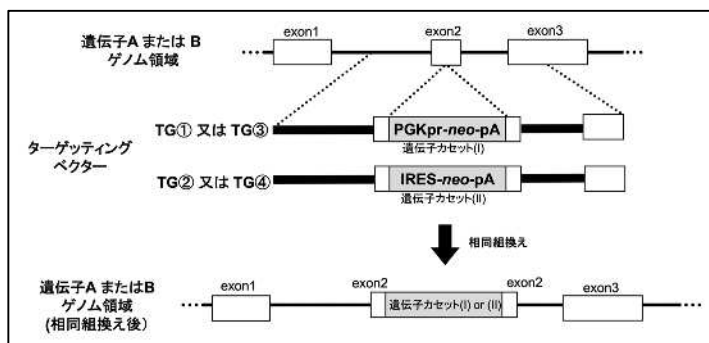 遺伝子A または B
ゲノム領域
exon1
exon2
exon3
ターゲッティング
ベクター
TG① 又は TG③
PGKpr-neo-pA
遺伝子カセット(I)
TG② 又は TG④
IRES-neo-pA
遺伝子カセット(II)
相同組換え
遺伝子A またはB
ゲノム領域
(相同組換え後)
exon1
exon2
exon2
exon3
遺伝子カセット(I) or (II)